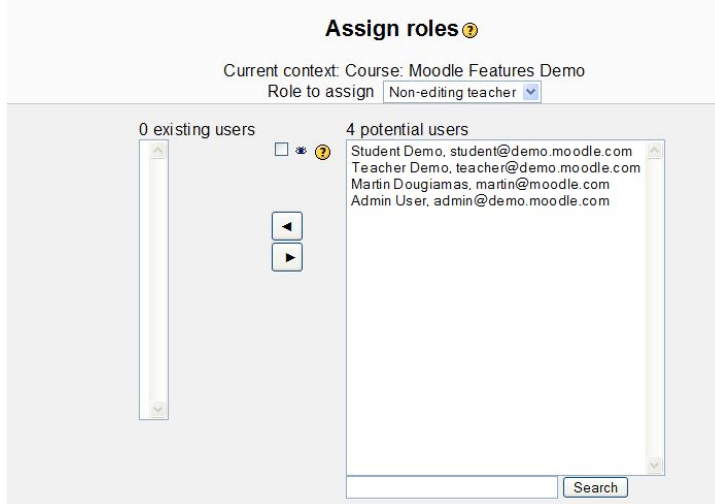 Assign roles
Current context: Course: Moodle Features Demo
Role to assign Non-editing teacher
0 existing users
4 potential users
Student Demo, student@demo.moodle.com
Teacher Demo, teacher@demo.moodle.com
Martin Dougiamas, martin@moodle.com
Admin User, admin@demo.moodle.com
Search